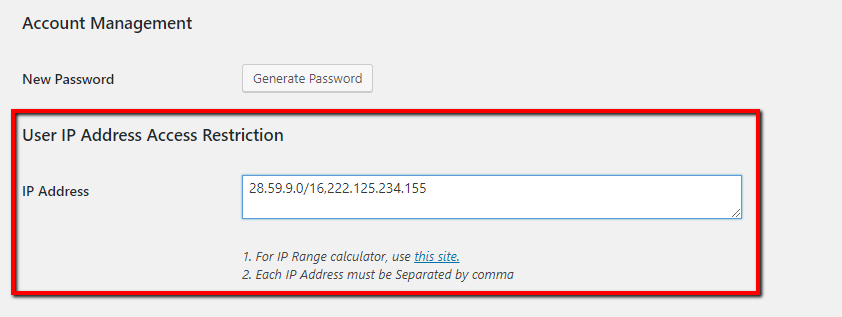 Account Management
New Password
Generate Password
User IP Address Access Restriction
IP Address
28.59.9.0/16,222.125.234.155
1. For IP Range calculator, use this site.
2. Each IP Address must be Separated by comma